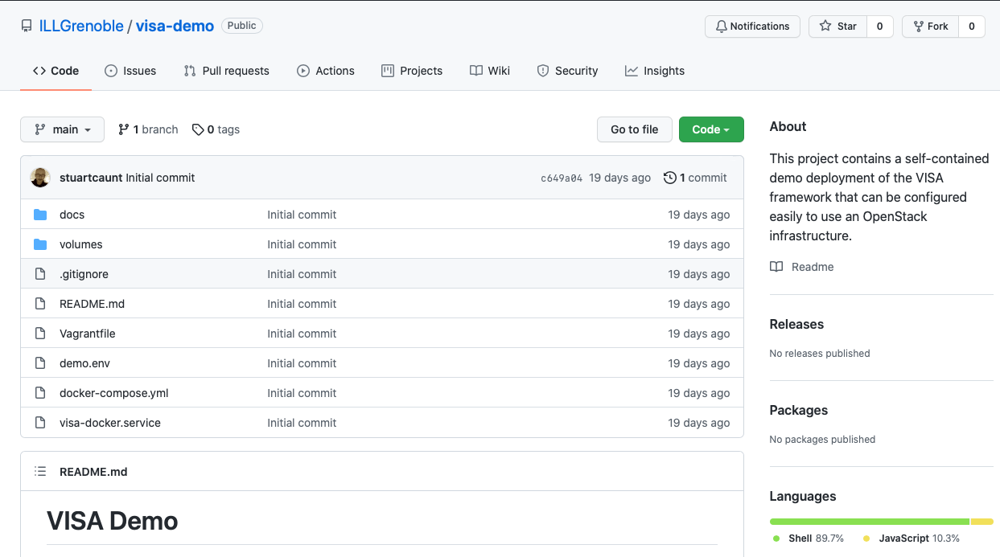 ILLGrenoble / visa-demo Public Notifications Star 0 Fork 0
Code Issues Pull requests Actions Projects Wiki Security Insights
main 1 branch 0 tags Go to file Code
stuartcaunt Initial commit c649a04 19 days ago 1 commit
docs Initial commit 19 days ago
volumes Initial commit 19 days ago
.gitignore Initial commit 19 days ago
README.md Initial commit 19 days ago
Vagrantfile Initial commit 19 days ago
demo.env Initial commit 19 days ago
docker-compose.yml Initial commit 19 days ago
visa-docker.service Initial commit 19 days ago
README.md
VISA Demo
About
This project contains a self-contained
demo deployment of the VISA
framework that can be configured
easily to use an OpenStack
infrastructure.
Readme
Releases
No releases published
Packages
No packages published
Languages
Shell 89.7% JavaScript 10.3%